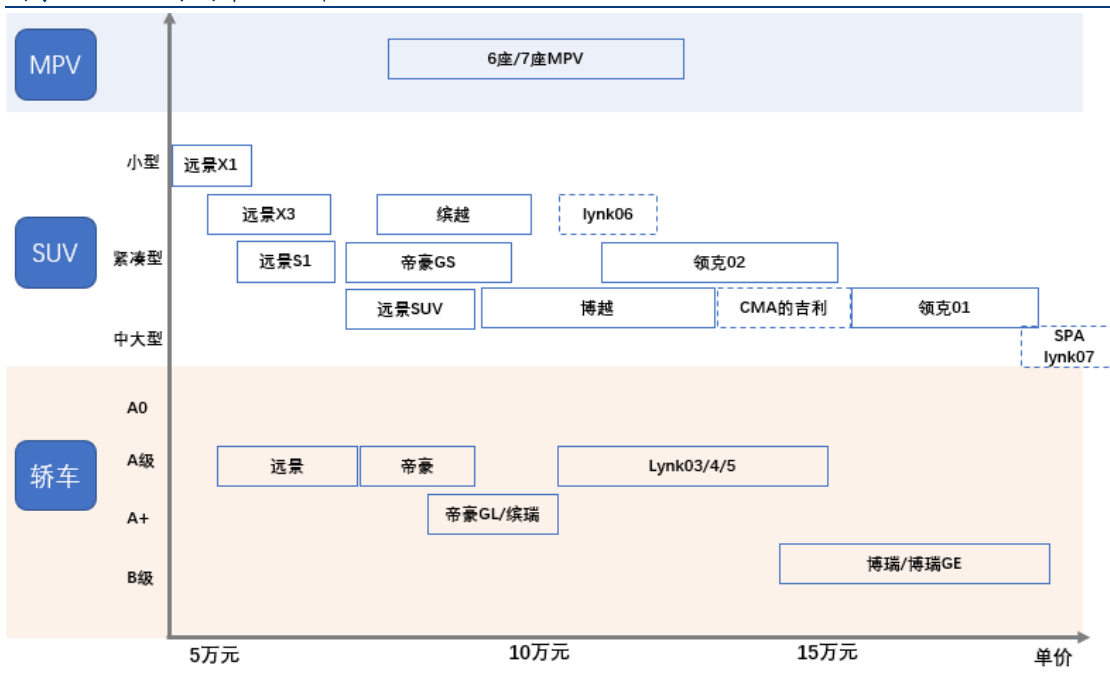 MPV
6座/7座MPV
小型
远景X1
远景X3
缤越
lynk06
SUV
紧凑型
远景S1
帝豪GS
领克02
远景SUV
博越
CMA的吉利
领克01
中大型
SPA
lynk07
A0
轿车
A级
远景
帝豪
Lynk03/4/5
A+
帝豪GL/缤瑞
B级
博瑞/博瑞GE
5万元
10万元
15万元
单价